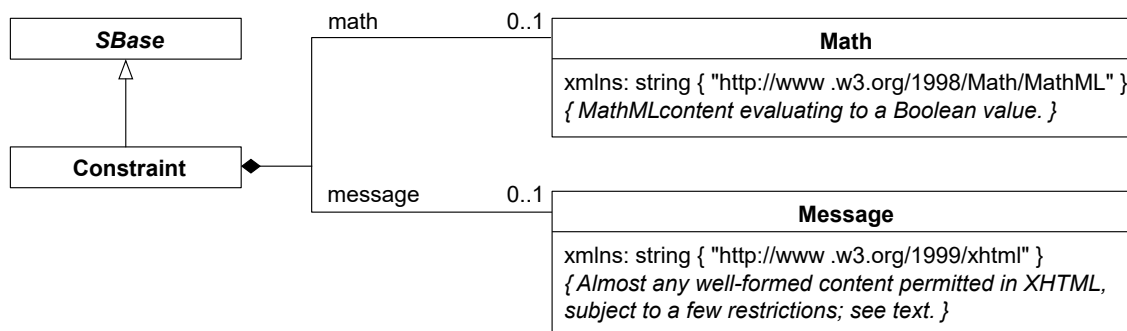 SBase
Constraint
math 0..1
Math
xmlns: string { "http://www .w3.org/1998/Math/MathML" }
{ MathMLcontent evaluating to a Boolean value. }
message 0..1
Message
xmlns: string { "http://www .w3.org/1999/xhtml" }
{ Almost any well-formed content permitted in XHTML,
subject to a few restrictions; see text. }